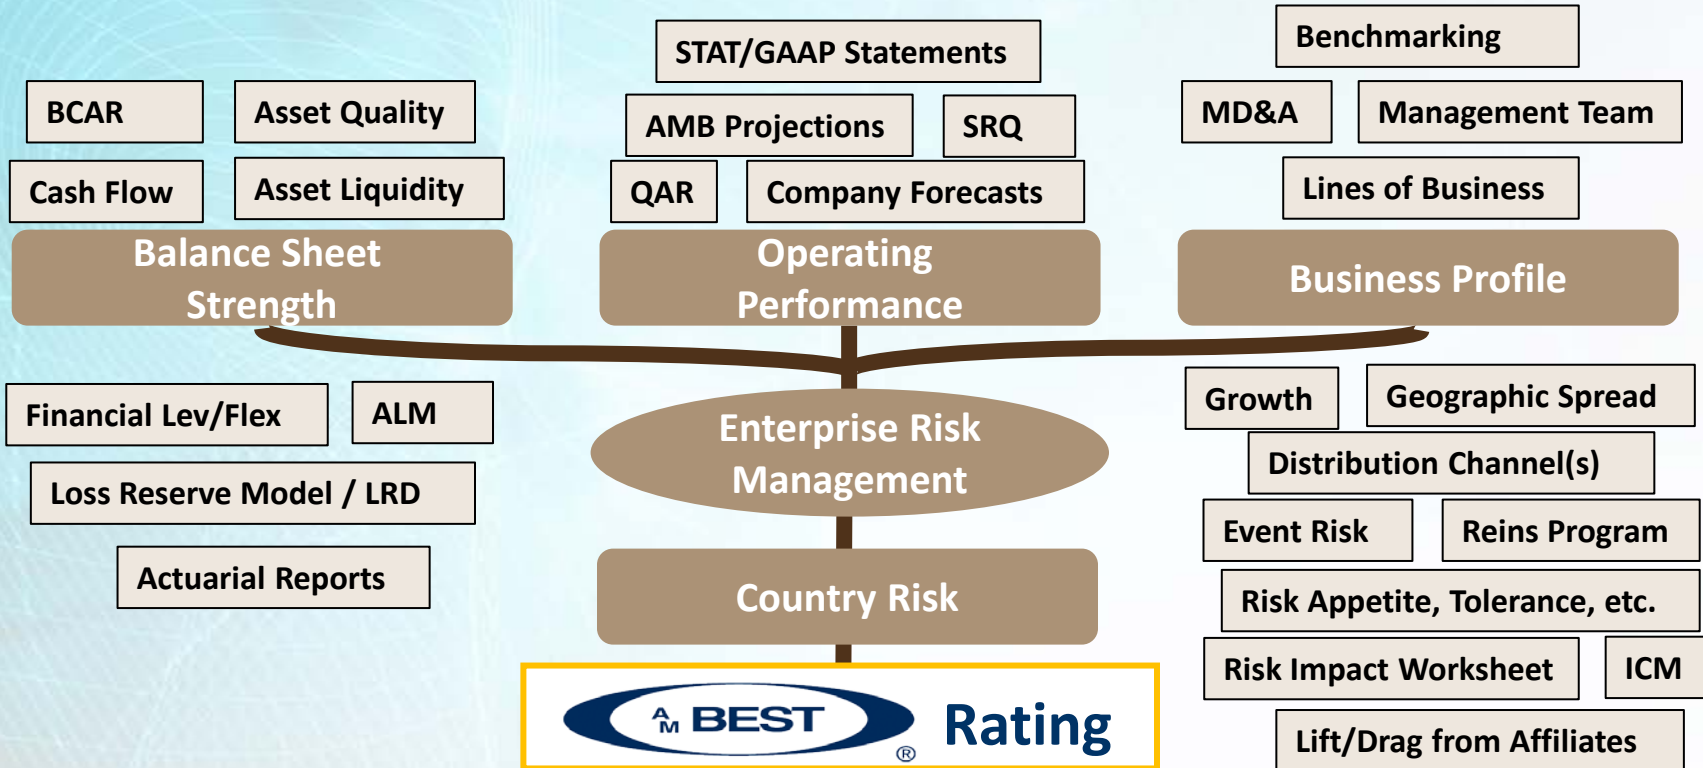 STAT/GAAP Statements
Benchmarking
BCAR
Asset Quality
AMB Projections
SRQ
MD&A
Management Team
Cash Flow
Asset Liquidity
QAR
Company Forecasts
Lines of Business
Balance Sheet
Strength
Operating
Performance
Business Profile
Financial Lev/Flex
ALM
Loss Reserve Model / LRD
Actuarial Reports
Enterprise Risk
Management
Country Risk
Growth
Geographic Spread
Distribution Channel(s)
Event Risk
Reins Program
Risk Appetite, Tolerance, etc.
Risk Impact Worksheet
ICM
Lift/Drag from Affiliates
AM BEST ® Rating